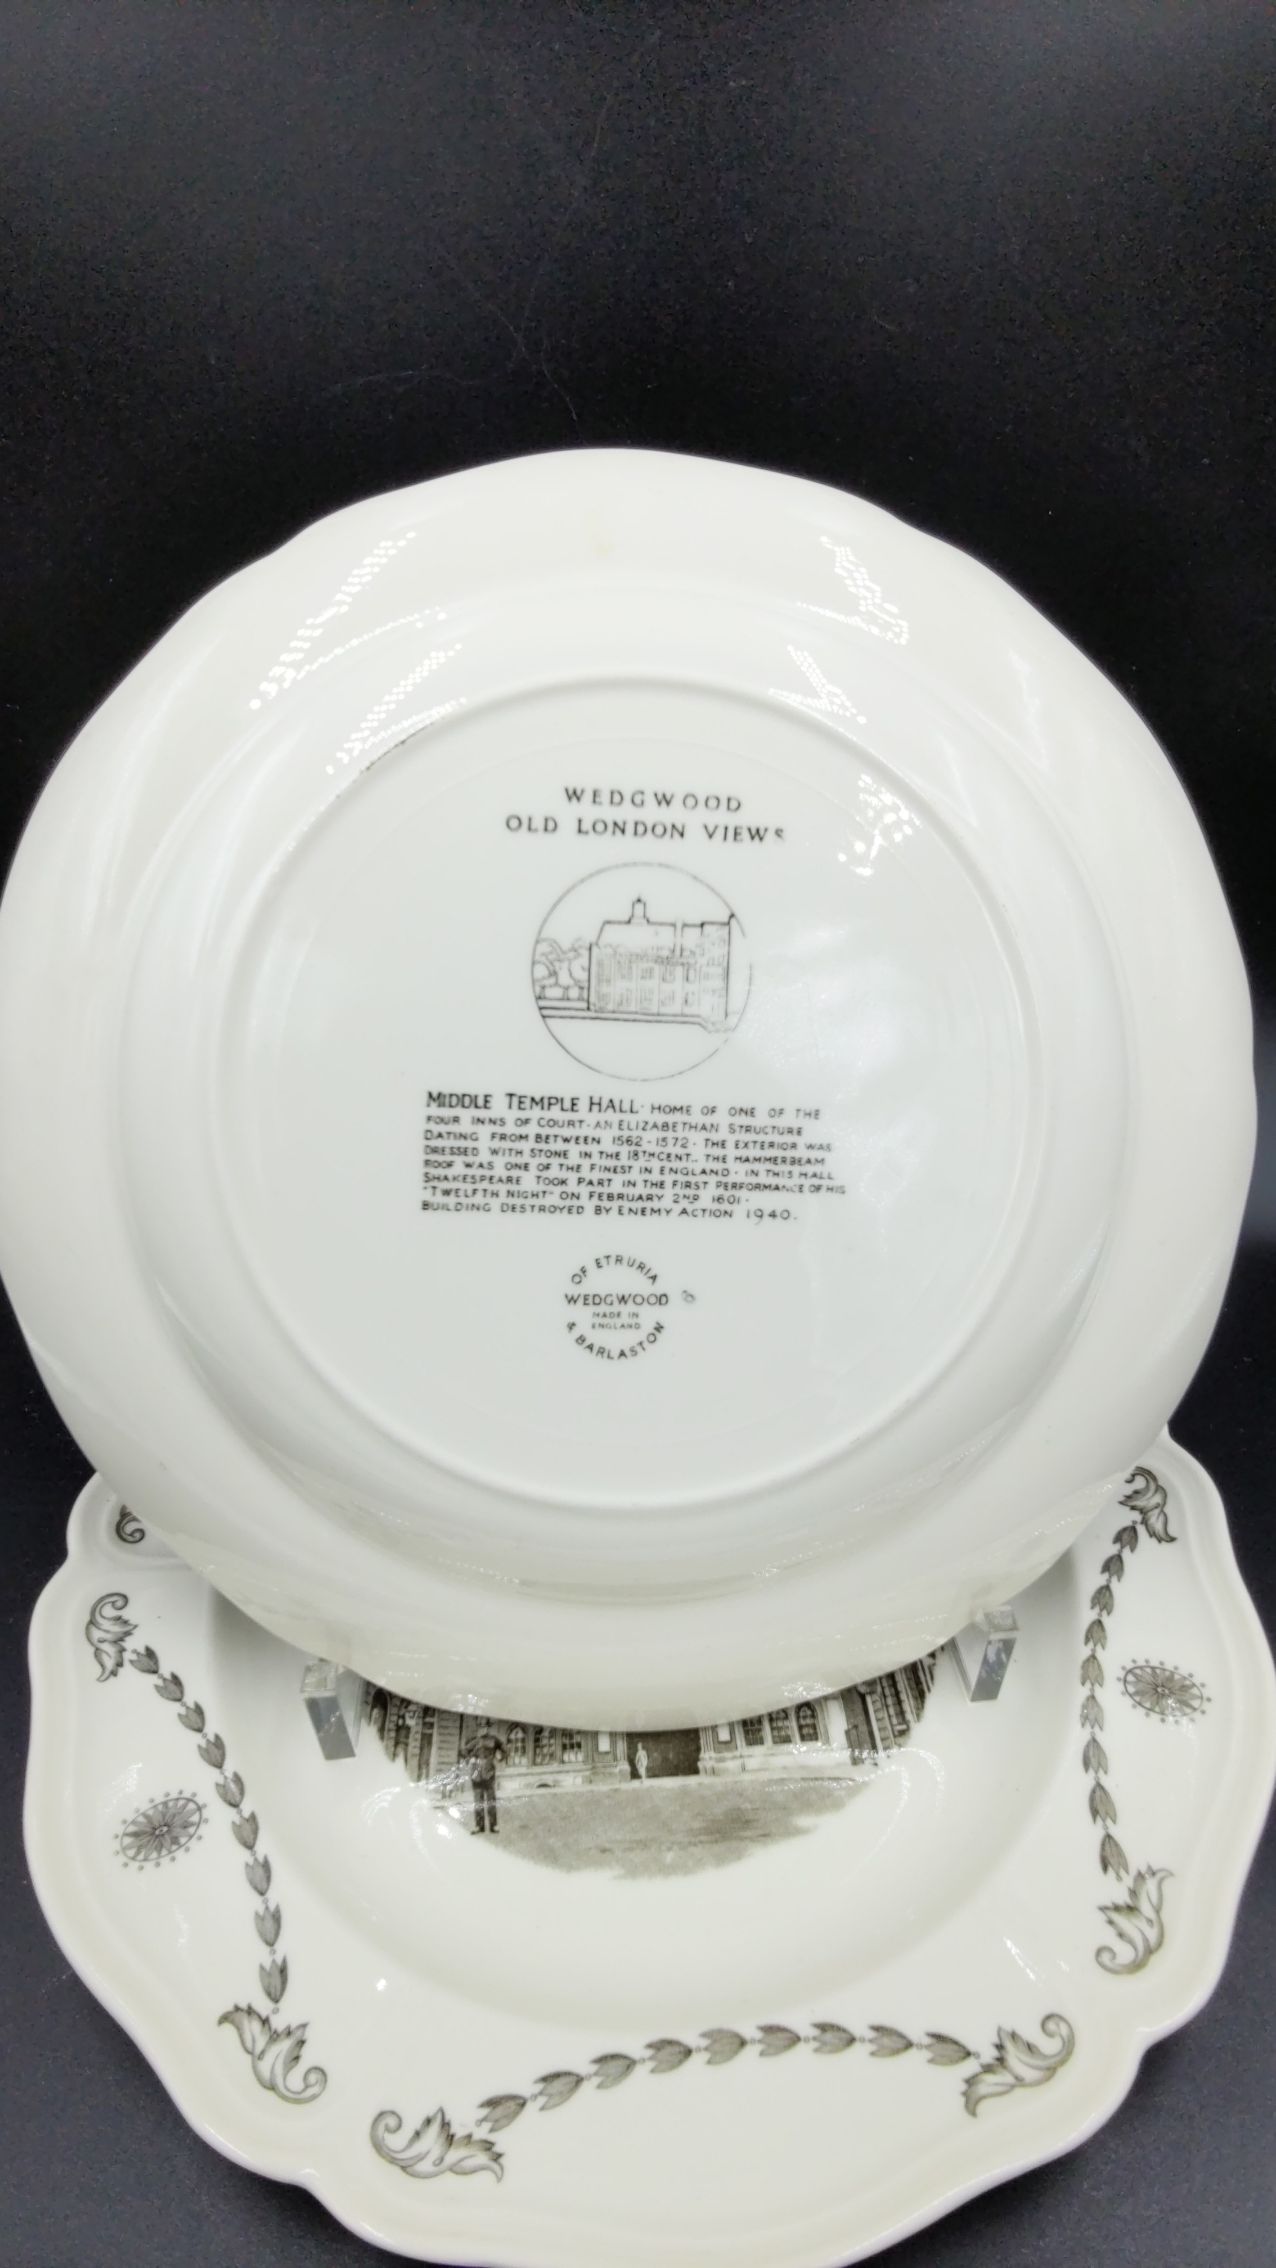 WEDGWOOD
OLD LONDON VIEWS
MIDDLE TEMPLE HALL · HOME OF ONE OF THE
FOUR INNS OF COURT · AN ELIZABETHAN STRUCTURE
DATING FROM BETWEEN 1562 - 1572 · THE EXTERIOR WAS
DRESSED WITH STONE IN THE 18TH CENT.. THE HAMMERBEAM
ROOF WAS ONE OF THE FINEST IN ENGLAND · IN THIS HALL
SHAKESPEARE TOOK PART IN THE FIRST PERFORMANCE OF HIS
"TWELFTH NIGHT" ON FEBRUARY 2ND 1601 ·
BUILDING DESTROYED BY ENEMY ACTION 1940.
OF ETRURIA
WEDGWOOD
MADE IN
ENGLAND
& BARLASTON